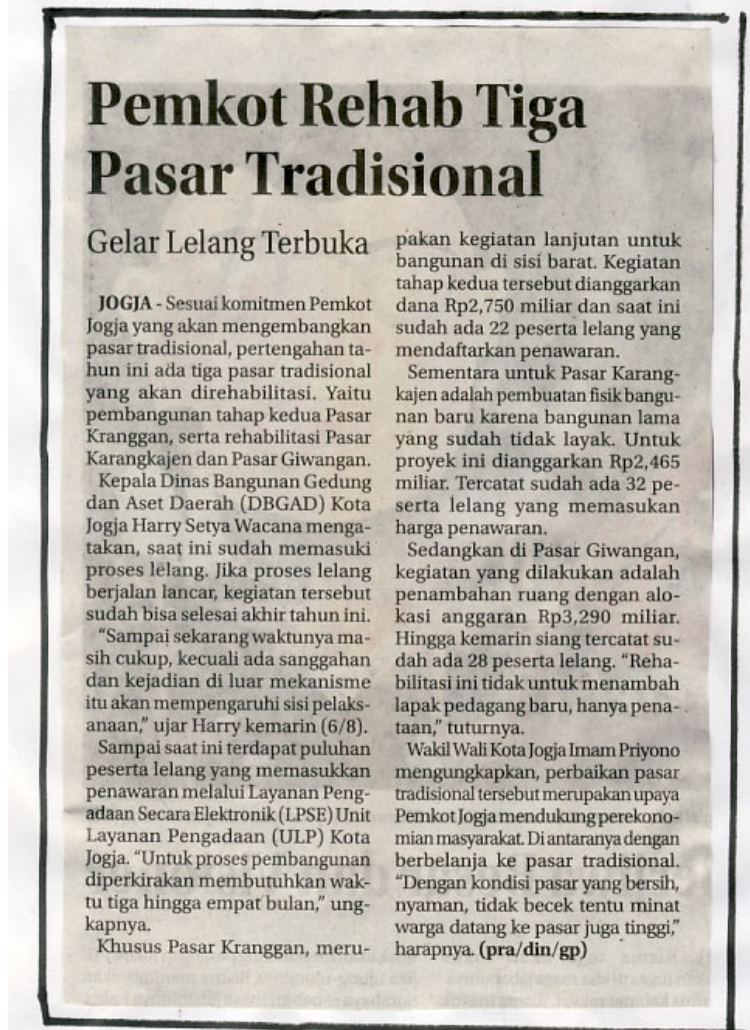 Pemkot Rehab Tiga
Pasar Tradisional
Gelar Lelang Terbuka
JOGJA - Sesuai komitmen Pemkot
Jogja yang akan mengembangkan
pasar tradisional, pertengahan ta-
hun ini ada tiga pasar tradisional
yang akan direhabilitasi. Yaitu
pembangunan tahap kedua Pasar
Kranggan, serta rehabilitasi Pasar
Karangkajen dan Pasar Giwangan.
Kepala Dinas Bangunan Gedung
dan Aset Daerah (DBGAD) Kota
Jogja Harry Setya Wacana menga-
takan, saat ini sudah memasuki
proses lelang. Jika proses lelang
berjalan lancar, kegiatan tersebut
sudah bisa selesai akhir tahun ini.
“Sampai sekarang waktunya ma-
sih cukup, kecuali ada sanggahan
dan kejadian di luar mekanisme
itu akan mempengaruhi sisi pelaks-
anaan,” ujar Harry kemarin (6/8).
Sampai saat ini terdapat puluhan
peserta lelang yang memasukkan
penawaran melalui Layanan Peng-
adaan Secara Elektronik (LPSE) Unit
Layanan Pengadaan (ULP) Kota
Jogja. “Untuk proses pembangunan
diperkirakan membutuhkan wak-
tu tiga hingga empat bulan,” ung-
kapnya.
Khusus Pasar Kranggan, meru-
pakan kegiatan lanjutan untuk
bangunan di sisi barat. Kegiatan
tahap kedua tersebut dianggarkan
dana Rp2,750 miliar dan saat ini
sudah ada 22 peserta lelang yang
mendaftarkan penawaran.
Sementara untuk Pasar Karang-
kajen adalah pembuatan fisik bangu-
nan baru karena bangunan lama
yang sudah tidak layak. Untuk
proyek ini dianggarkan Rp2,465
miliar. Tercatat sudah ada 32 pe-
serta lelang yang memasukan
harga penawaran.
Sedangkan di Pasar Giwangan,
kegiatan yang dilakukan adalah
penambahan ruang dengan alo-
kasi anggaran Rp3,290 miliar.
Hingga kemarin siang tercatat su-
dah ada 28 peserta lelang. “Reha-
bilitasi ini tidak untuk menambah
lapak pedagang baru, hanya pena-
taan,” tuturnya.
Wakil Wali Kota Jogja Imam Priyono
mengungkapkan, perbaikan pasar
tradisional tersebut merupakan upaya
Pemkot Jogja mendukung perekono-
mian masyarakat. Di antaranya dengan
berbelanja ke pasar tradisional.
“Dengan kondisi pasar yang bersih,
nyaman, tidak becek tentu minat
warga datang ke pasar juga tinggi,”
harapnya. (pra/din/gp)